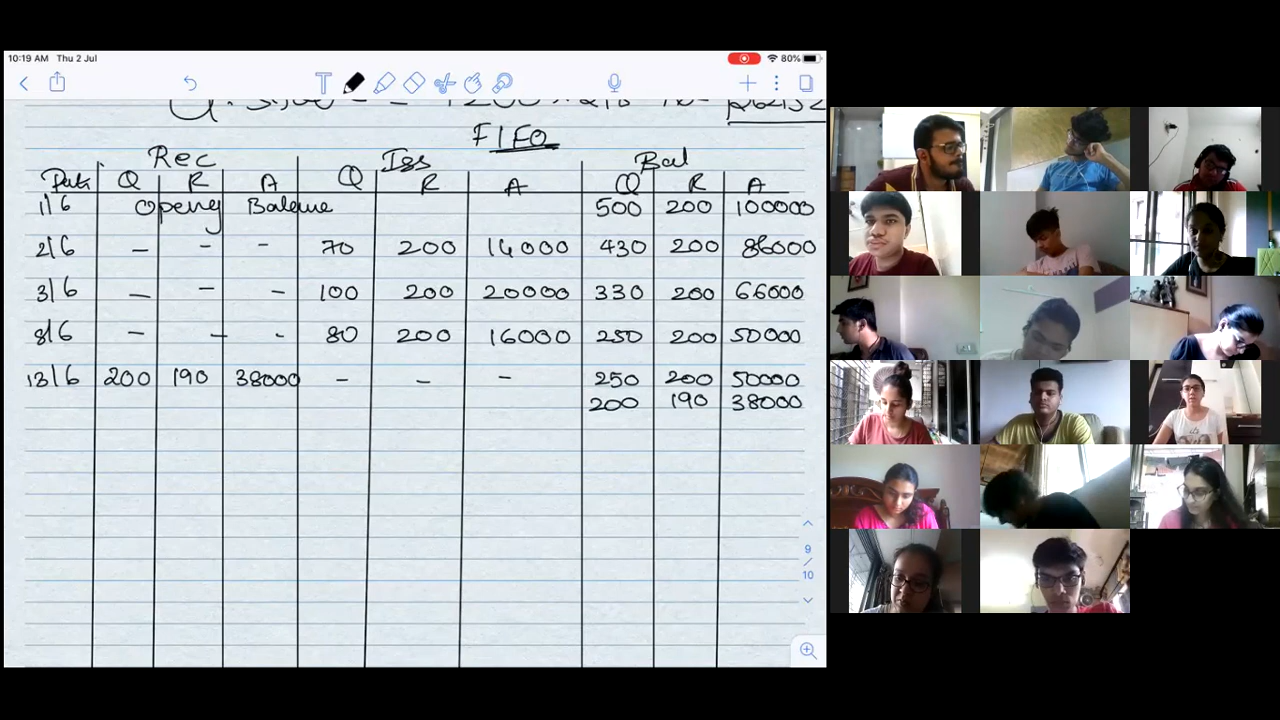 10:19 AM Thu 2 Jul 80%
FIFO
Rec Iss Bal
Date Q R A Q R A Q R A
1/6 Opening Balance 500 200 100000
2/6 - - - 70 200 14000 430 200 86000
3/6 - - - 100 200 20000 330 200 66000
8/6 - - - 80 200 16000 250 200 50000
13/6 200 190 38000 - - - 250 200 50000
200 190 38000
9
/
10